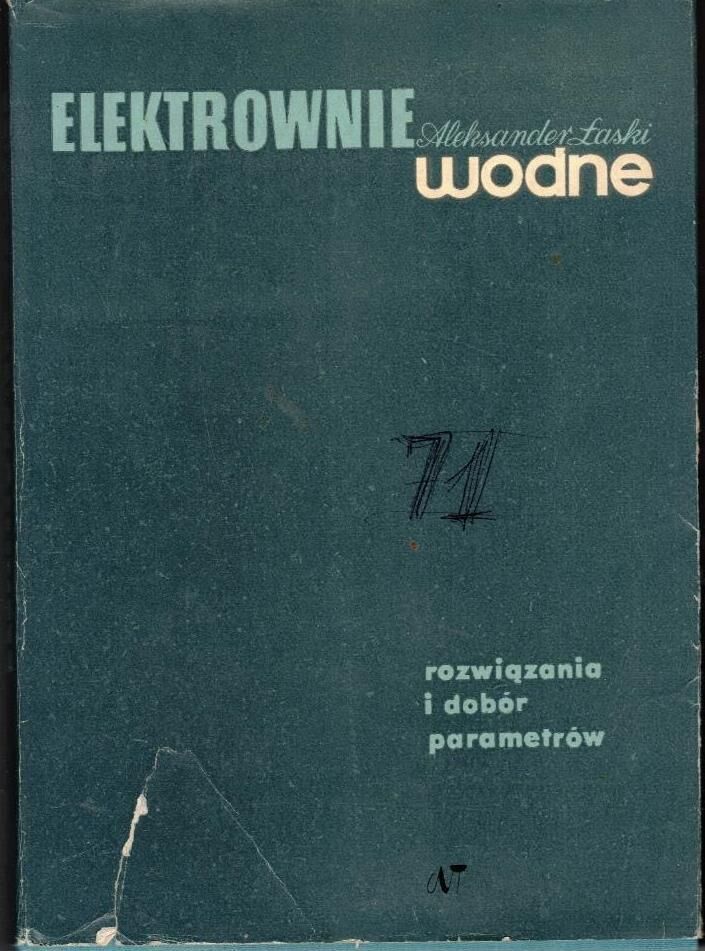 ELEKTROWNIE
Aleksander Łaski
wodne
71
rozwiązania
i dobór
parametrów